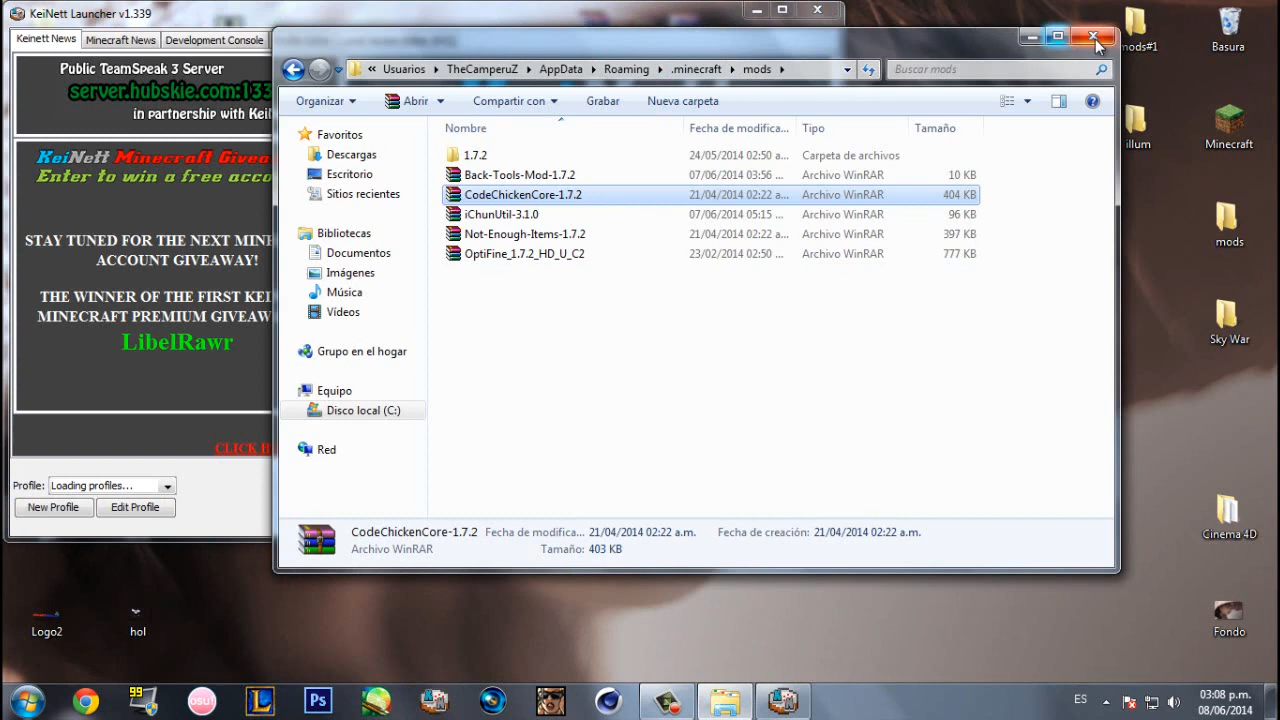 KeiNett Launcher v1.339
Keinett News
Minecraft News
Development Console
Public TeamSpeak 3 Server
server.hubskie.com:133
in partnership with Kei
KeiNett Minecraft Givea
Enter to win a free acco
STAY TUNED FOR THE NEXT MINE
ACCOUNT GIVEAWAY!
THE WINNER OF THE FIRST KEI
MINECRAFT PREMIUM GIVEAW
LibelRawr
CLICK H
Profile: Loading profiles...
New Profile
Edit Profile
« Usuarios
TheCamperuZ
AppData
Roaming
.minecraft
mods
Buscar mods
Organizar
Abrir
Compartir con
Grabar
Nueva carpeta
Favoritos
Descargas
Escritorio
Sitios recientes
Bibliotecas
Documentos
Imágenes
Música
Vídeos
Grupo en el hogar
Equipo
Disco local (C:)
Red
Nombre Fecha de modifica... Tipo Tamaño
1.7.2 24/05/2014 02:50 a... Carpeta de archivos
Back-Tools-Mod-1.7.2 07/06/2014 03:56 ... Archivo WinRAR 10 KB
CodeChickenCore-1.7.2 21/04/2014 02:22 a... Archivo WinRAR 404 KB
iChunUtil-3.1.0 07/06/2014 05:15 ... Archivo WinRAR 96 KB
Not-Enough-Items-1.7.2 21/04/2014 02:22 a... Archivo WinRAR 397 KB
OptiFine_1.7.2_HD_U_C2 23/02/2014 02:50 ... Archivo WinRAR 777 KB
CodeChickenCore-1.7.2 Fecha de modifica... 21/04/2014 02:22 a.m. Fecha de creación: 21/04/2014 02:22 a.m.
Archivo WinRAR Tamaño: 403 KB
mods#1
Basura
illum
Minecraft
mods
Sky War
Cinema 4D
Fondo
Logo2
hol
99
osu!
L
Ps
ES
03:08 p.m.
08/06/2014